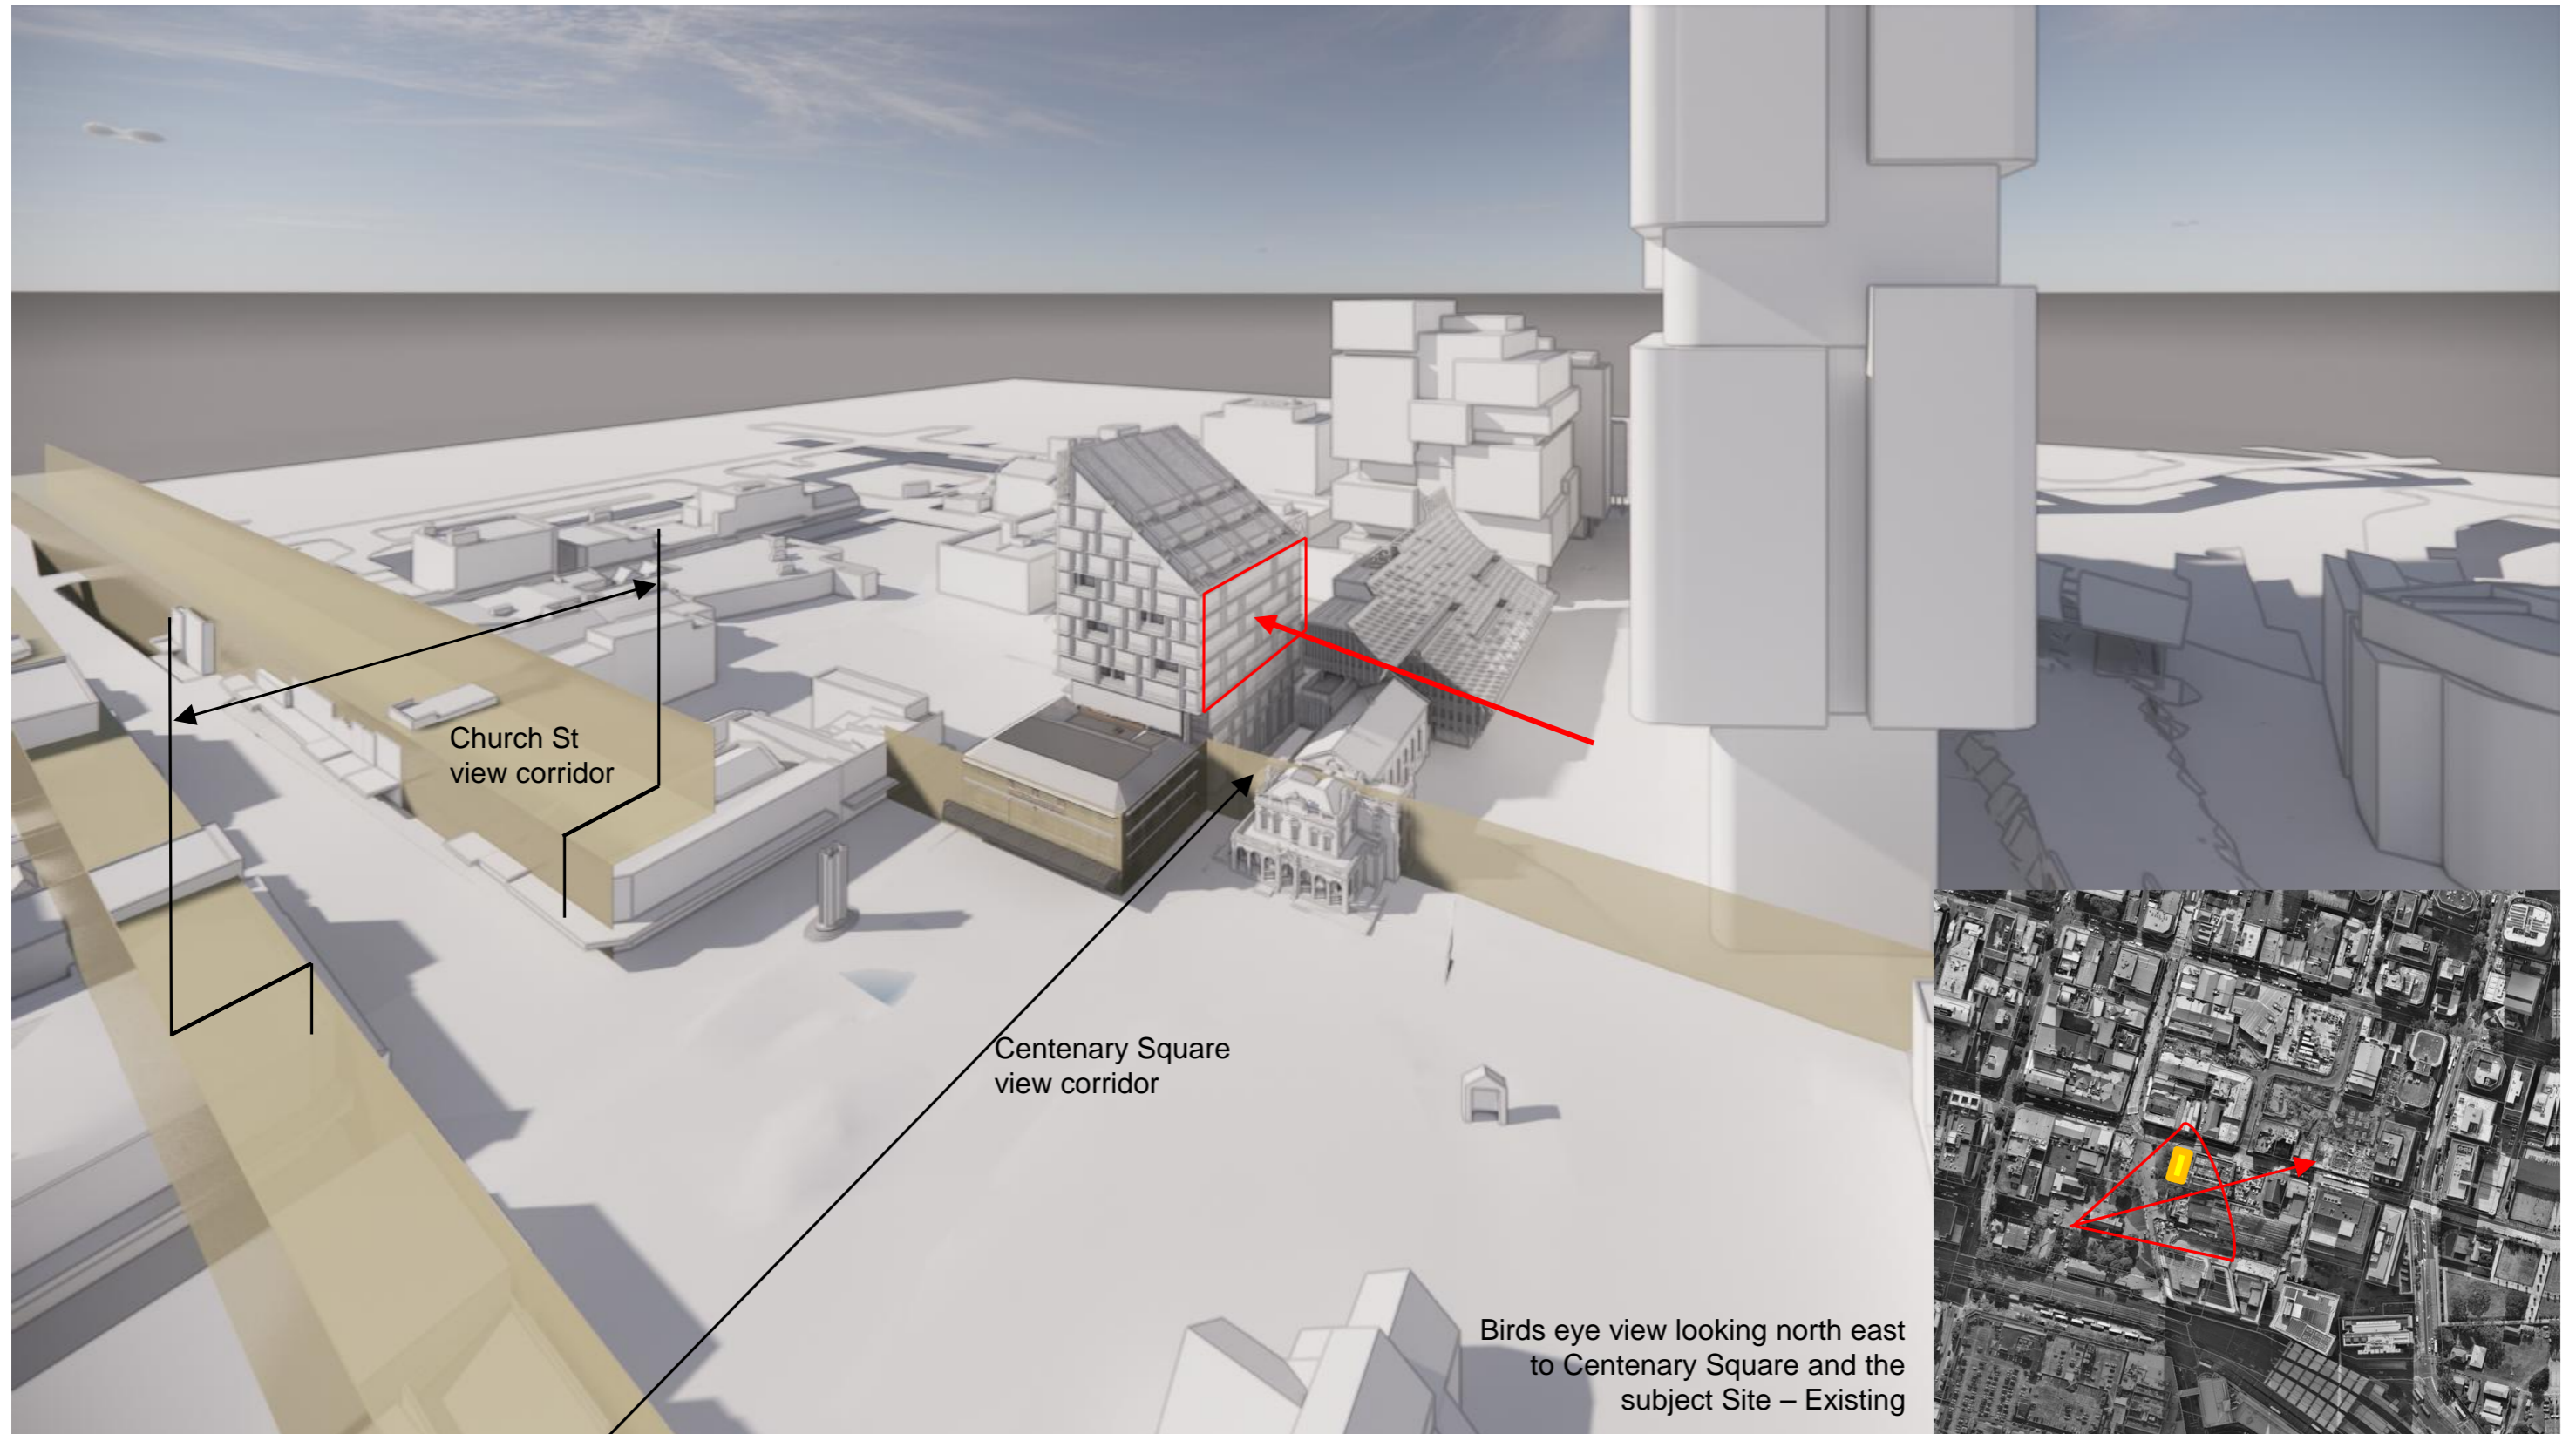 Church St
view corridor
Centenary Square
view corridor
Birds eye view looking north east
to Centenary Square and the
subject Site – Existing